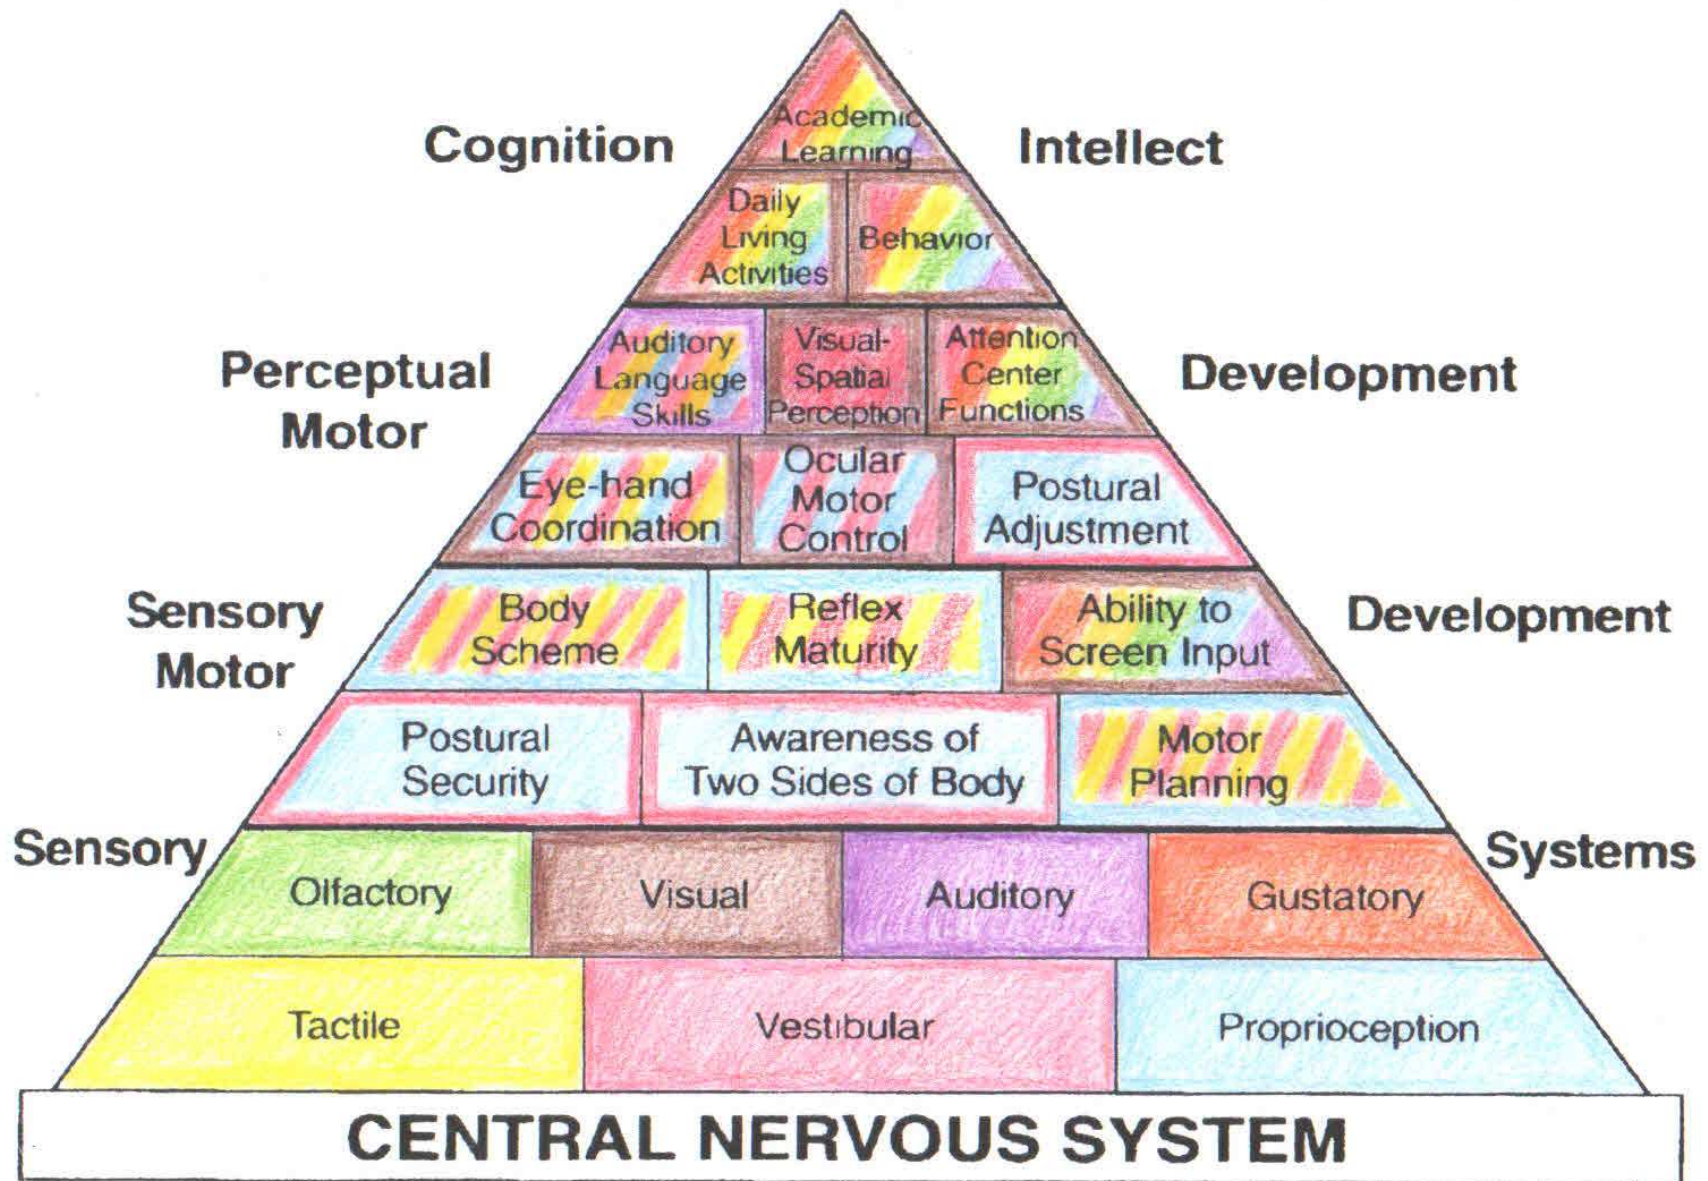 Cognition
Intellect
Academic
Learning
Daily
Living
Activities
Behavior
Perceptual
Motor
Development
Auditory
Language
Skills
Visual-
Spatial
Perception
Attention
Center
Functions
Eye-hand
Coordination
Ocular
Motor
Control
Postural
Adjustment
Sensory
Motor
Development
Body
Scheme
Reflex
Maturity
Ability to
Screen Input
Postural
Security
Awareness of
Two Sides of Body
Motor
Planning
Sensory
Systems
Olfactory
Visual
Auditory
Gustatory
Tactile
Vestibular
Proprioception
CENTRAL NERVOUS SYSTEM